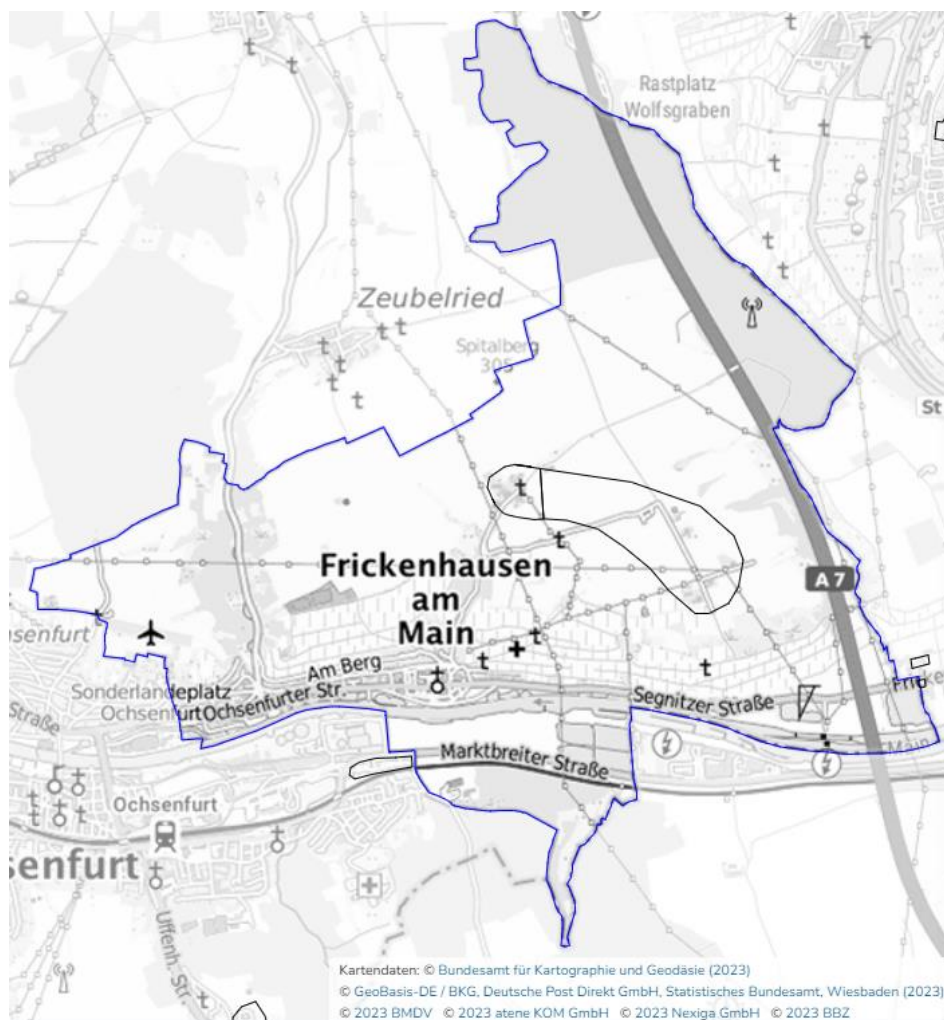 Rastplatz
Wolfsgraben
Zeubelried
Spitalberg
305
St
Frickenhausen
am
Main
A 7
senfurt
Am Berg
Sonderlandeplatz
Ochsenfurt
Ochsenfurter Str.
Straße
Segnitzer Straße
Fricke
Main
Marktbreiter Straße
Ochsenfurt
senfurt
Uffenh. Str.
Kartendaten: © Bundesamt für Kartographie und Geodäsie (2023)
© GeoBasis-DE / BKG, Deutsche Post Direkt GmbH, Statistisches Bundesamt, Wiesbaden (2023)
© 2023 BMDV © 2023 atene KOM GmbH © 2023 Nexiga GmbH © 2023 BBZ